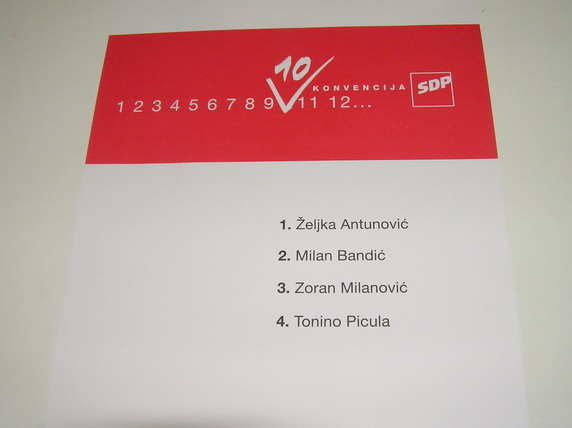 10
KONVENCIJA SDP
1 2 3 4 5 6 7 8 9 11 12...
1. Željka Antunović
2. Milan Bandić
3. Zoran Milanović
4. Tonino Picula